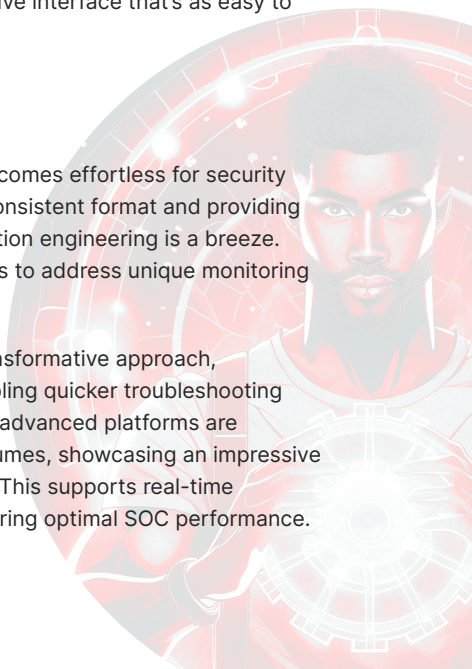 ve interface that's as easy to
comes effortless for security
onsistent format and providing
tion engineering is a breeze.
s to address unique monitoring
nsformative approach,
ling quicker troubleshooting
advanced platforms are
umes, showcasing an impressive
This supports real-time
ring optimal SOC performance.